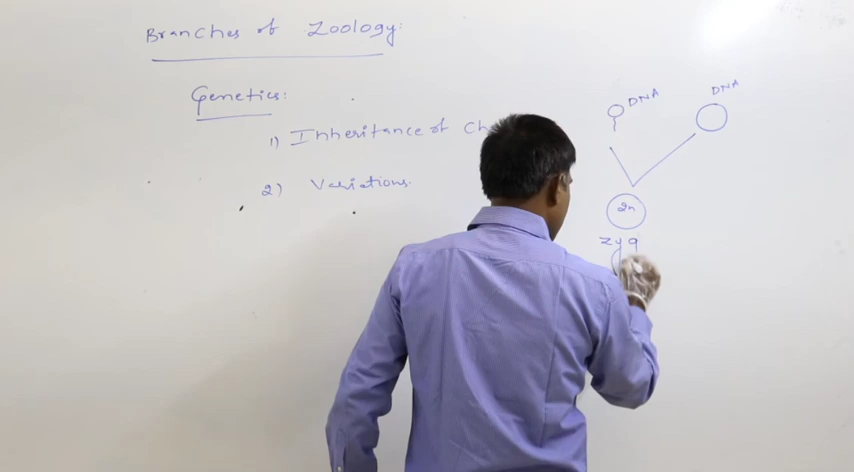 Branches of Zoology:
Genetics:
1) Inheritance of Ch
2) Variations.
DNA
DNA
2n
zyg